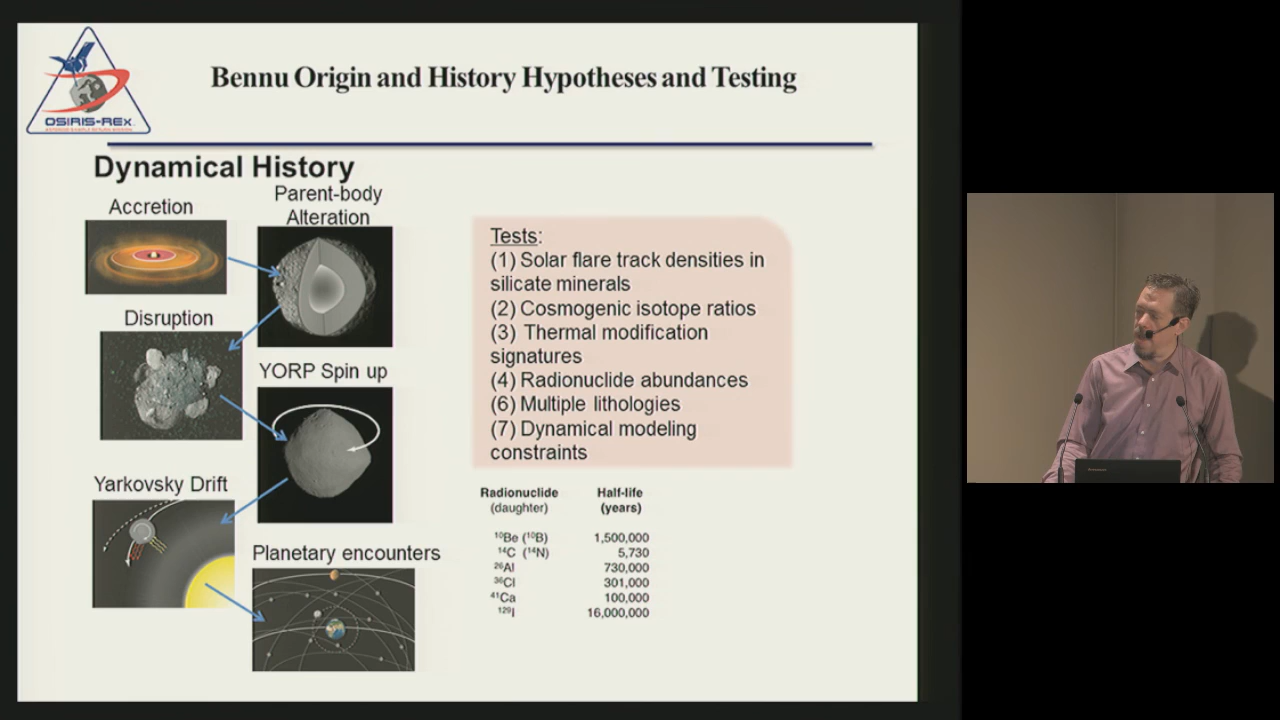 OSIRIS-REx
Bennu Origin and History Hypotheses and Testing
Dynamical History
Accretion
Parent-body
Alteration
Disruption
YORP Spin up
Yarkovsky Drift
Planetary encounters
Tests:
(1) Solar flare track densities in
silicate minerals
(2) Cosmogenic isotope ratios
(3) Thermal modification
signatures
(4) Radionuclide abundances
(6) Multiple lithologies
(7) Dynamical modeling
constraints
Radionuclide Half-life
(daughter) (years)
¹⁰Be (¹⁰B) 1,500,000
¹⁴C (¹⁴N) 5,730
²⁶Al 730,000
³⁶Cl 301,000
⁴¹Ca 100,000
¹²⁹I 16,000,000